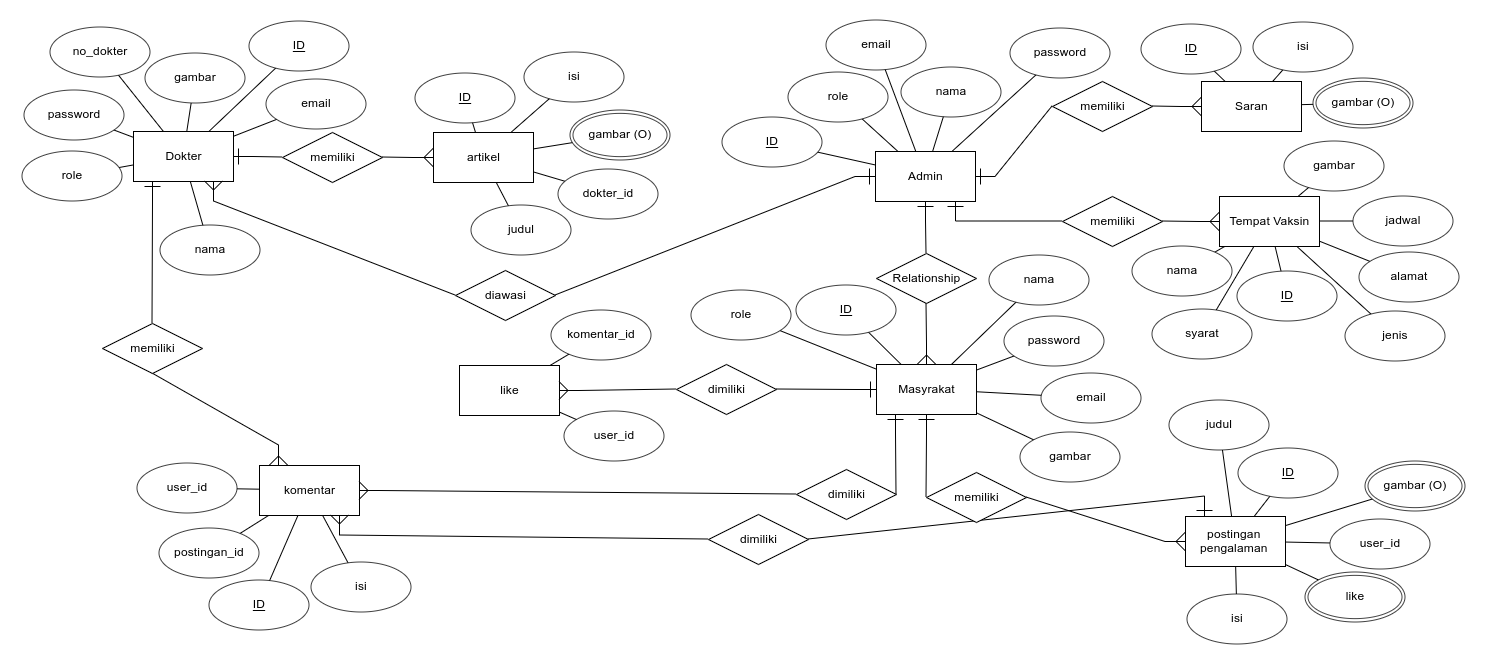 no_dokter
ID
gambar
email
password
role
Dokter
nama
memiliki
ID
isi
gambar (O)
artikel
dokter_id
judul
email
password
role
nama
ID
Admin
memiliki
ID
isi
Saran
gambar (O)
gambar
memiliki
Tempat Vaksin
jadwal
nama
alamat
ID
syarat
jenis
diawasi
Relationship
memiliki
komentar_id
like
user_id
dimiliki
role
ID
nama
password
Masyrakat
email
gambar
user_id
komentar
postingan_id
ID
isi
dimiliki
memiliki
dimiliki
judul
ID
gambar (O)
postingan
pengalaman
user_id
like
isi